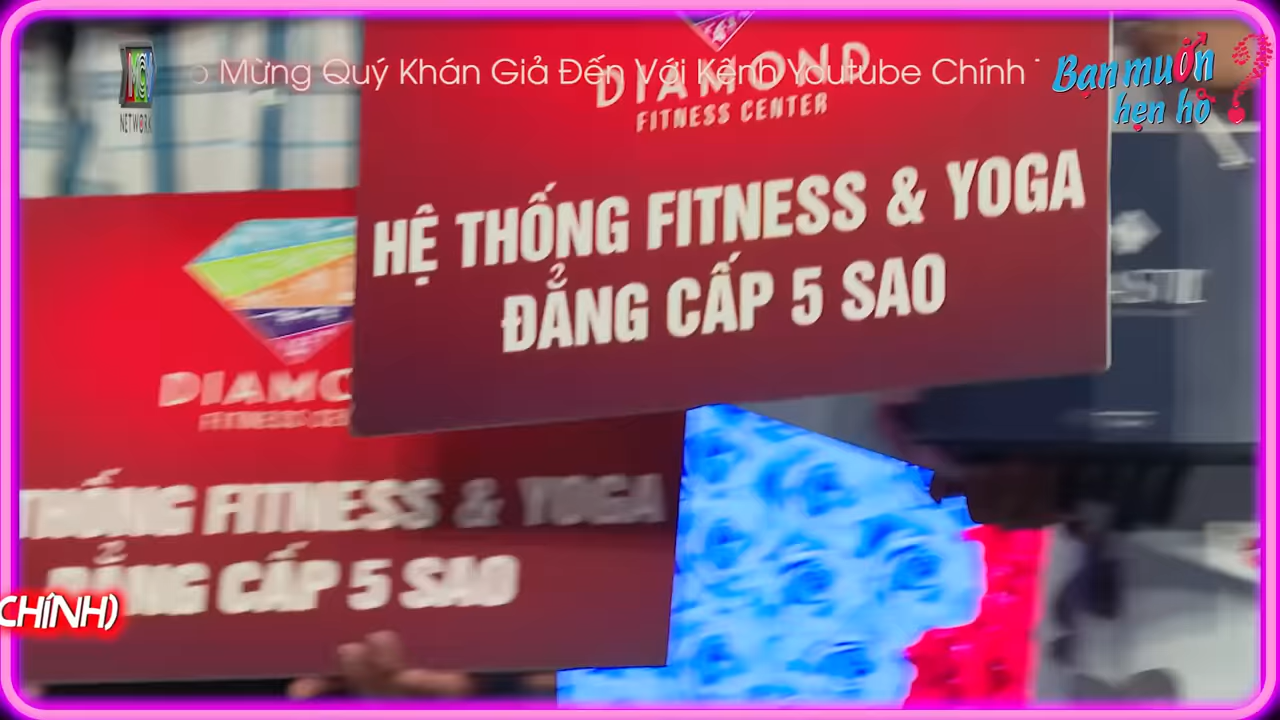 Mừng Quý Khán Giả Đến Với Kênh Youtube Chính
Bạn muốn
hẹn hò
NETWORK
DIAMOND
FITNESS CENTER
HỆ THỐNG FITNESS & YOGA
ĐẲNG CẤP 5 SAO
THỐNG FITNESS & YOGA
ĐẲNG CẤP 5 SAO
CHÍNH)